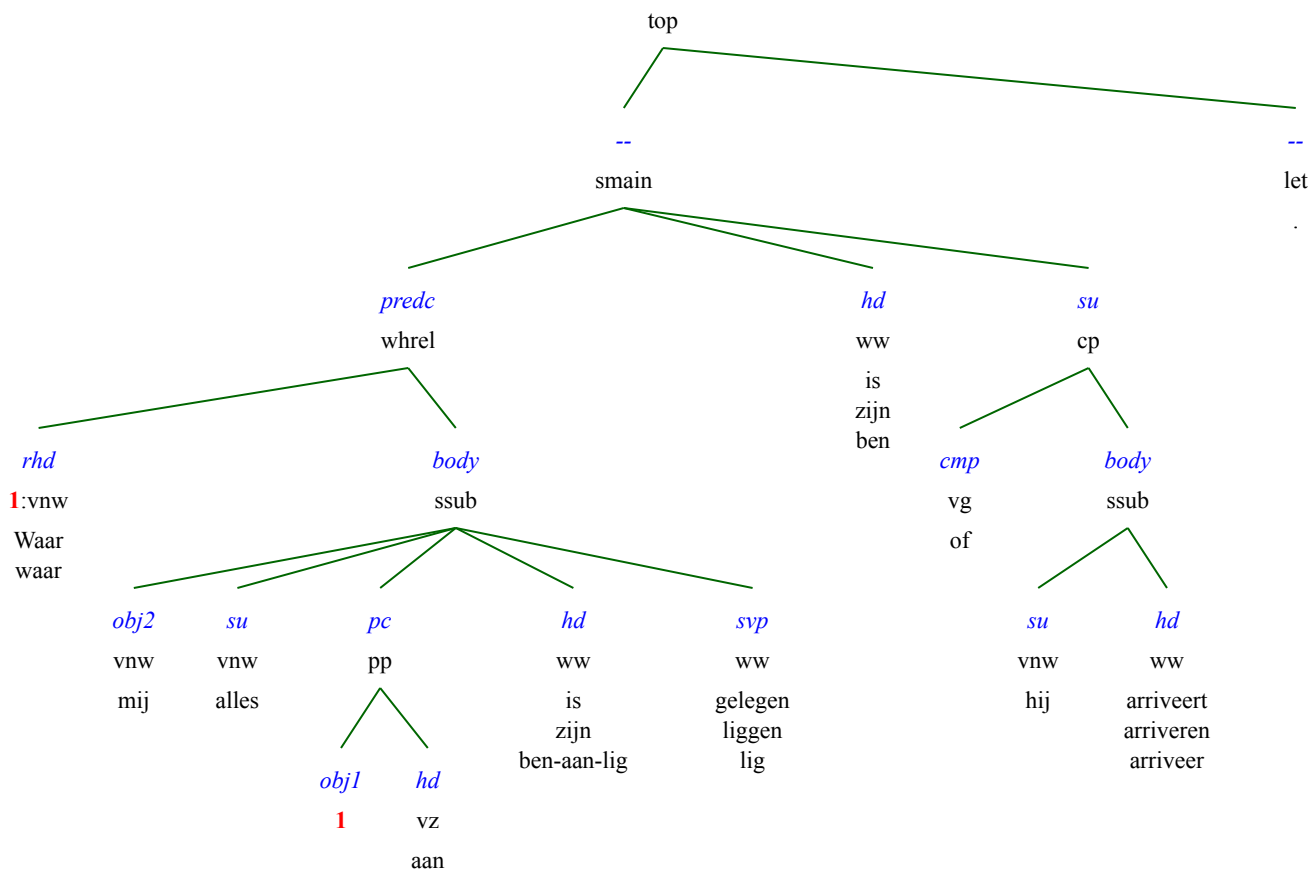 top
-- --
smain let
.
predc hd su
whrel ww cp
is
zijn
ben
rhd body cmp body
1:vnw ssub vg ssub
Waar of
waar
obj2 su pc hd svp su hd
vnw vnw pp ww ww vnw ww
mij alles is gelegen hij arriveert
zijn liggen arriveren
ben-aan-lig lig arriveer
obj1 hd
1 vz
aan